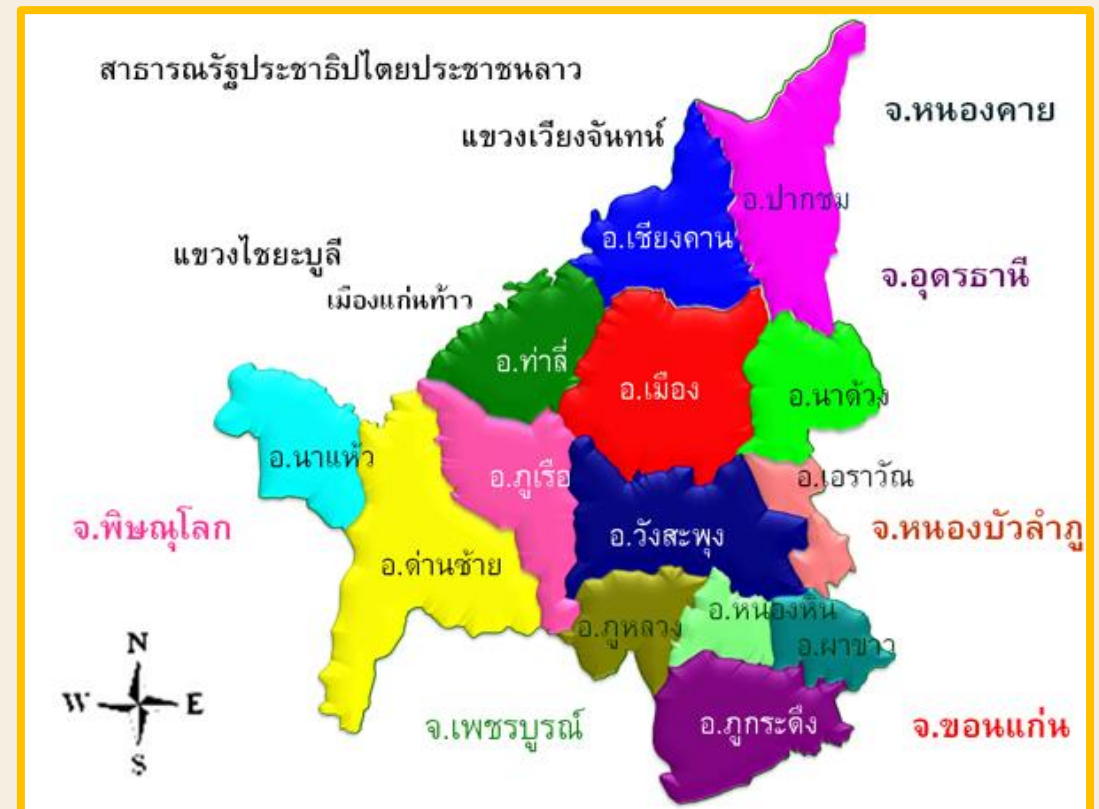 สาธารณรัฐประชาธิปไตยประชาชนลาว
จ.หนองคาย
แขวงเวียงจันทน์
อ.ปากชม
อ.เชียงคาน
แขวงไชยะบูลี
จ.อุดรธานี
เมืองแก่นท้าว
อ.ท่าลี่
อ.เมือง
อ.นาด้วง
อ.นาแห้ว
อ.ภูเรือ
อ.เอราวัณ
จ.พิษณุโลก
อ.วังสะพุง
จ.หนองบัวลำภู
อ.ด่านซ้าย
อ.หนองหิน
อ.ภูหลวง
อ.ผาขาว
N
W
E
S
จ.เพชรบูรณ์
อ.ภูกระดึง
จ.ขอนแก่น